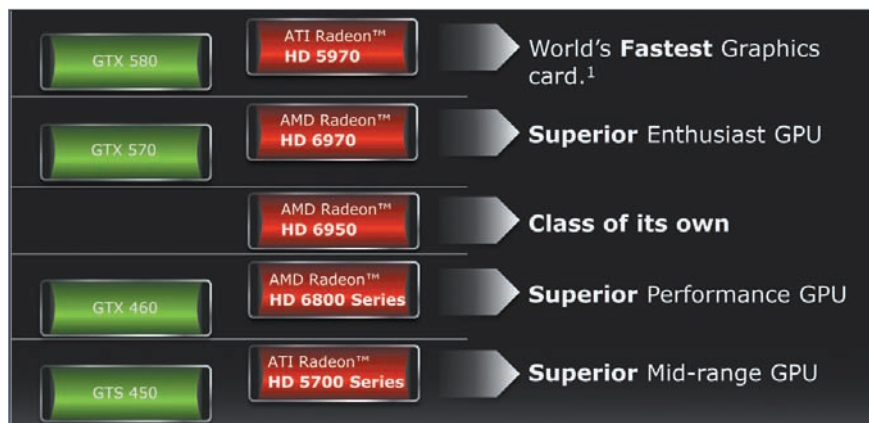 GTX 580
ATI Radeon™
HD 5970
World's Fastest Graphics
card.¹
GTX 570
AMD Radeon™
HD 6970
Superior Enthusiast GPU
AMD Radeon™
HD 6950
Class of its own
GTX 460
AMD Radeon™
HD 6800 Series
Superior Performance GPU
GTS 450
ATI Radeon™
HD 5700 Series
Superior Mid-range GPU